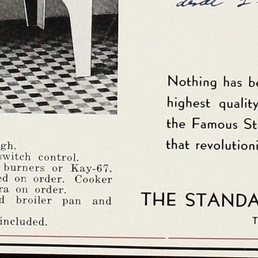 Nothing has be
highest quality
the Famous St
that revolutioni
gh.
switch control.
burners or Kay-67.
ed on order. Cooker
ra on order.
d broiler pan and
included.
THE STANDA
T